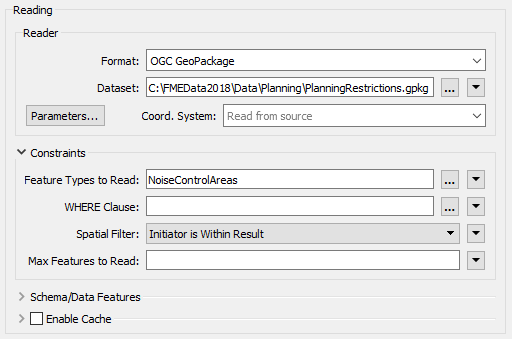 Reading
Reader
Format: OGC GeoPackage
Dataset: C:\FMEData2018\Data\Planning\PlanningRestrictions.gpkg ...
Parameters... Coord. System: Read from source
Constraints
Feature Types to Read: NoiseControlAreas ...
WHERE Clause: ...
Spatial Filter: Initiator is Within Result
Max Features to Read:
Schema/Data Features
Enable Cache